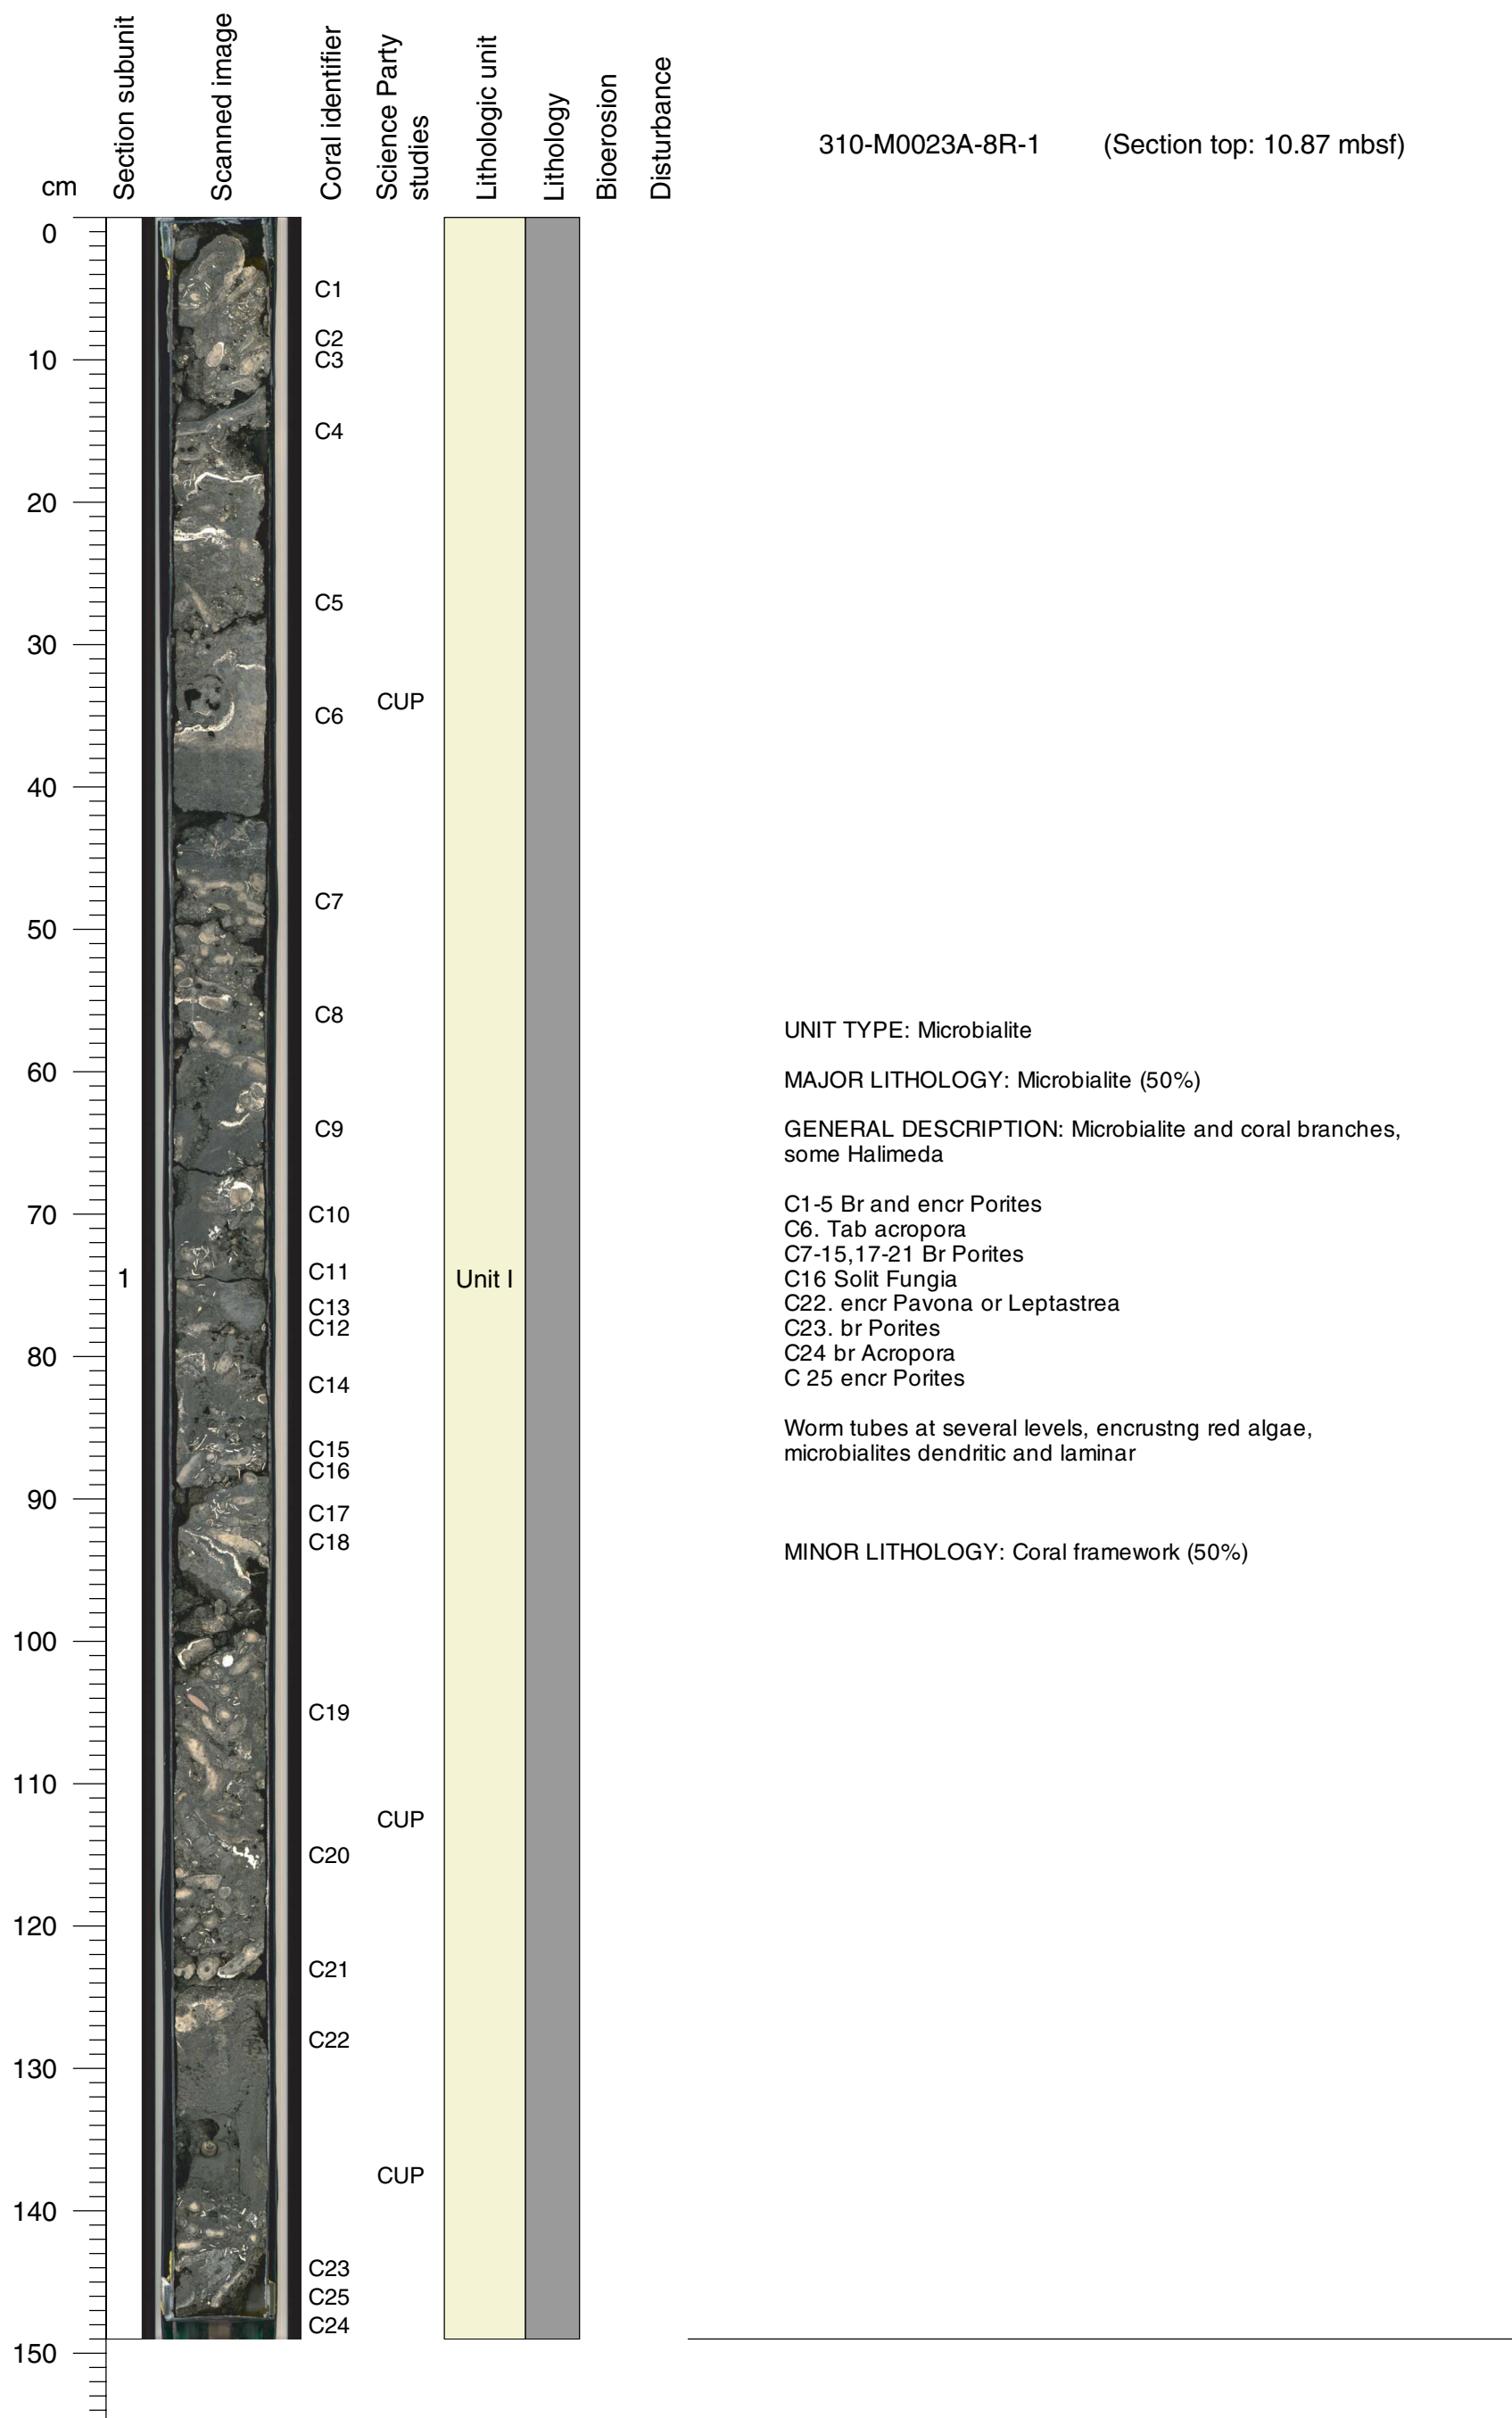 Section subunit
Scanned image
Coral identifier
Science Party
studies
Lithologic unit
Lithology
Bioerosion
Disturbance
310-M0023A-8R-1 (Section top: 10.87 mbsf)
cm
0
C1
C2
10
C3
C4
20
C5
30
CUP
C6
40
C7
50
C8
UNIT TYPE: Microbialite
60
MAJOR LITHOLOGY: Microbialite (50%)
C9
GENERAL DESCRIPTION: Microbialite and coral branches,
some Halimeda
70
C10
C1-5 Br and encr Porites
C6. Tab acropora
C7-15,17-21 Br Porites
C11
1
Unit I
C16 Solit Fungia
C13
C22. encr Pavona or Leptastrea
C12
C23. br Porites
80
C24 br Acropora
C 25 encr Porites
C14
Worm tubes at several levels, encrustng red algae,
microbialites dendritic and laminar
C15
C16
90
C17
C18
MINOR LITHOLOGY: Coral framework (50%)
100
C19
110
CUP
C20
120
C21
C22
130
CUP
140
C23
C25
C24
150